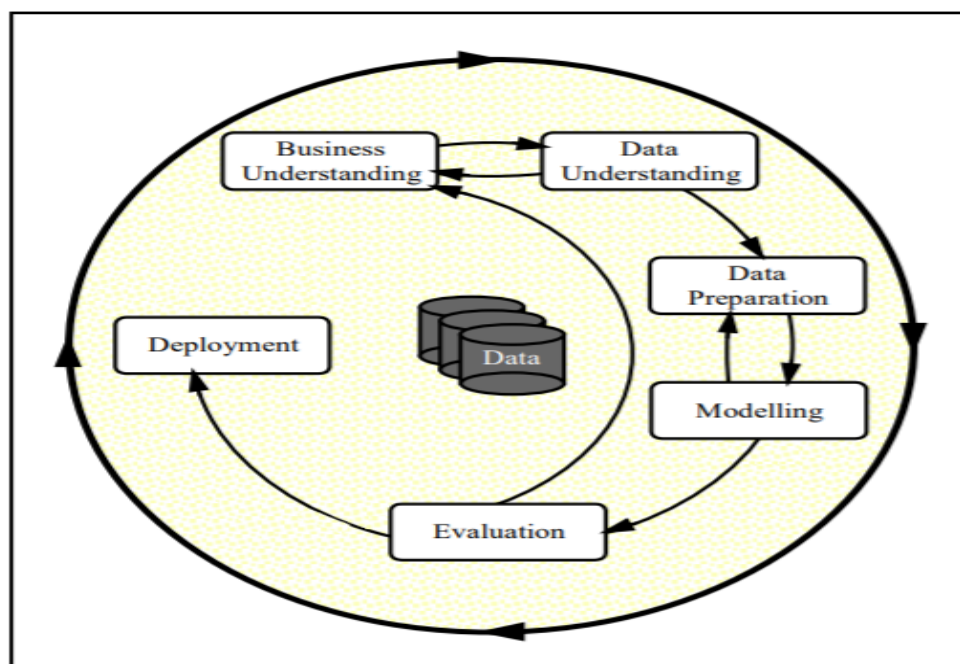 Business
Understanding
Data
Understanding
Data
Preparation
Deployment
Data
Modelling
Evaluation